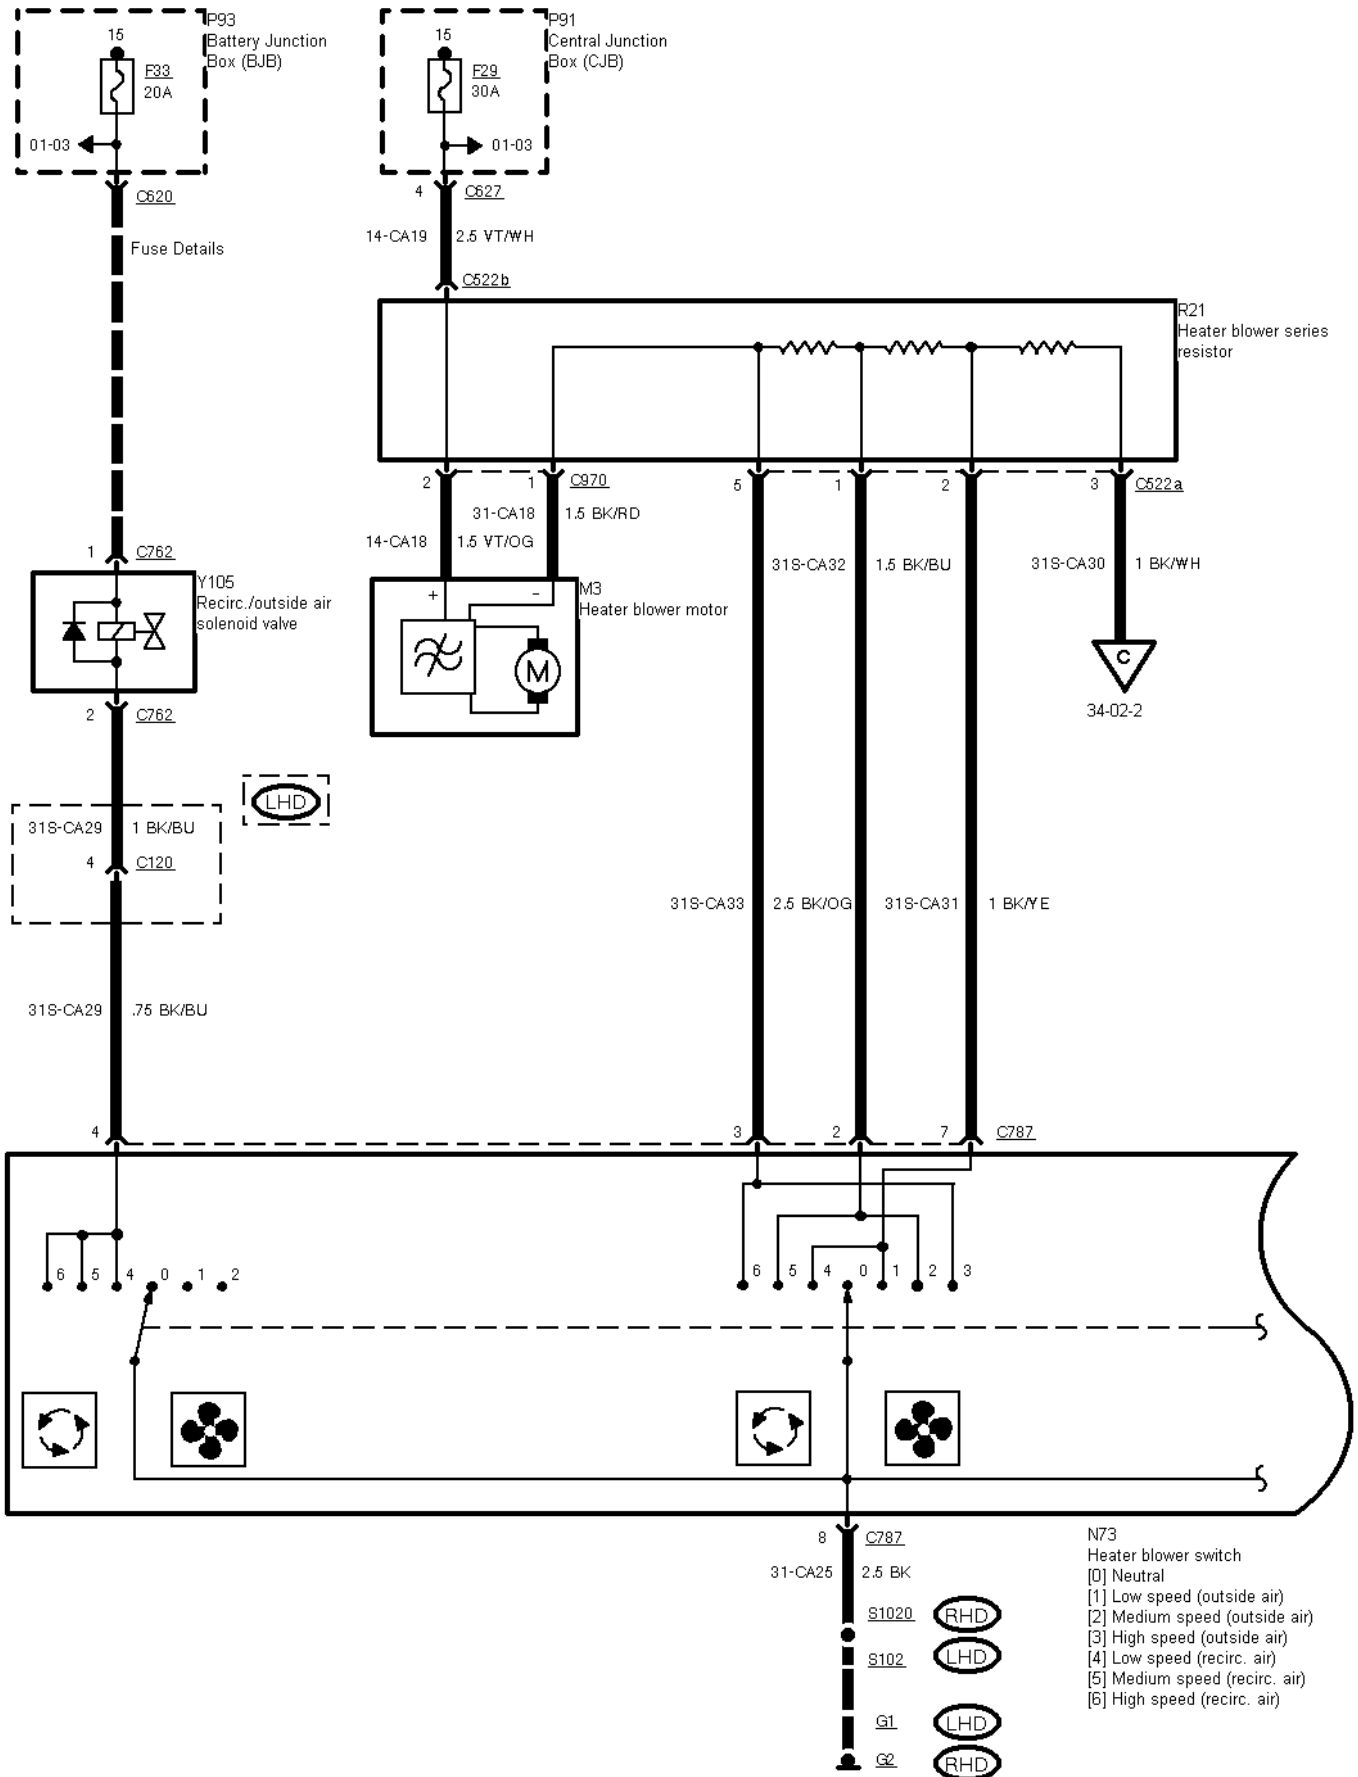 P93
Battery Junction
Box (BJB)
15
F33
20A
01-03
P91
Central Junction
Box (CJB)
15
F29
30A
01-03
C620
4 C627
Fuse Details
14-CA19 2.5 VT/WH
C522b
R21
Heater blower series
resistor
2 1 C970
5 1 2 3 C522a
31-CA18 1.5 BK/RD
14-CA18 1.5 VT/OG
31S-CA32 1.5 BK/BU
31S-CA30 1 BK/WH
1 C762
Y105
Recirc./outside air
solenoid valve
+ -
M3
Heater blower motor
M
C
34-02-2
2 C762
LHD
31S-CA29 1 BK/BU
4 C120
31S-CA33 2.5 BK/OG 31S-CA31 1 BK/YE
31S-CA29 .75 BK/BU
4 3 2 7 C787
6 5 4 0 1 2
6 5 4 0 1 2 3
8 C787
31-CA25 2.5 BK
S1020 RHD
S102 LHD
G1 LHD
G2 RHD
N73
Heater blower switch
[0] Neutral
[1] Low speed (outside air)
[2] Medium speed (outside air)
[3] High speed (outside air)
[4] Low speed (recirc. air)
[5] Medium speed (recirc. air)
[6] High speed (recirc. air)